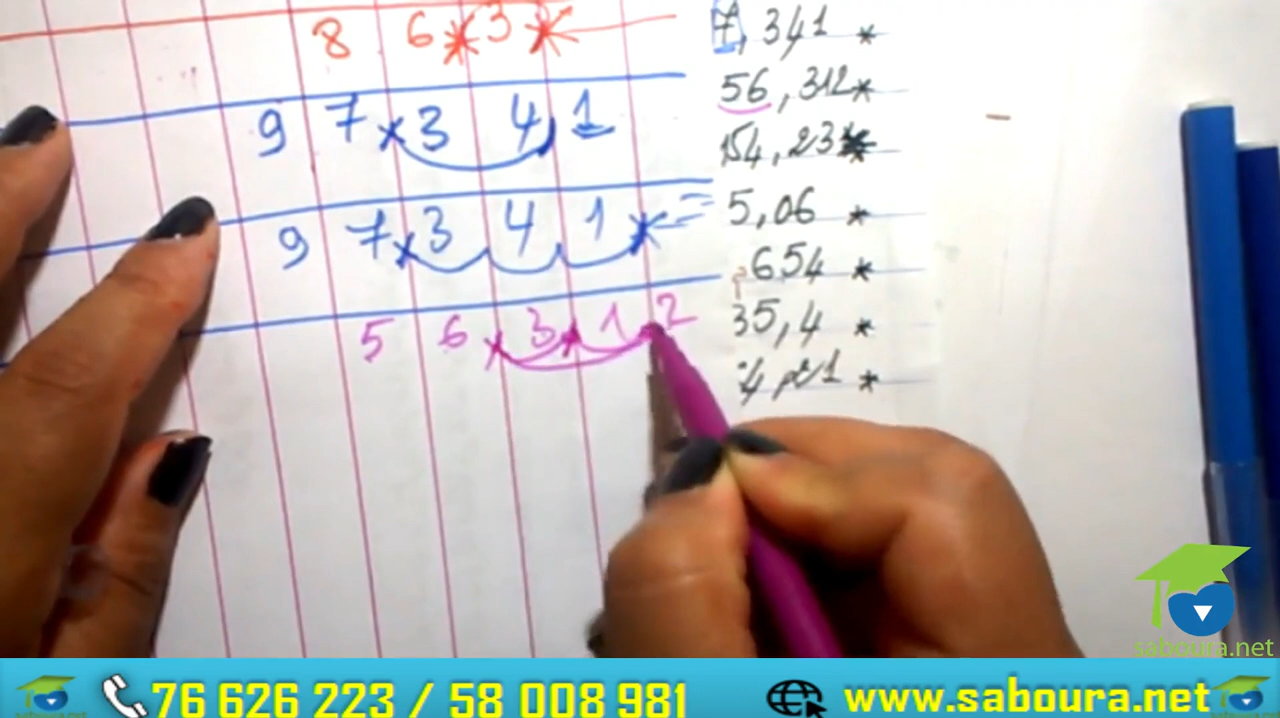 8 6 3
9 7 3 4, 1
9 7 3 4 1
5 6 3 1 2
7, 341 *
56, 312 *
154, 23 *
5, 06 *
654 *
35, 4 *
saboura.net
76 626 223 / 58 008 981
www.saboura.net